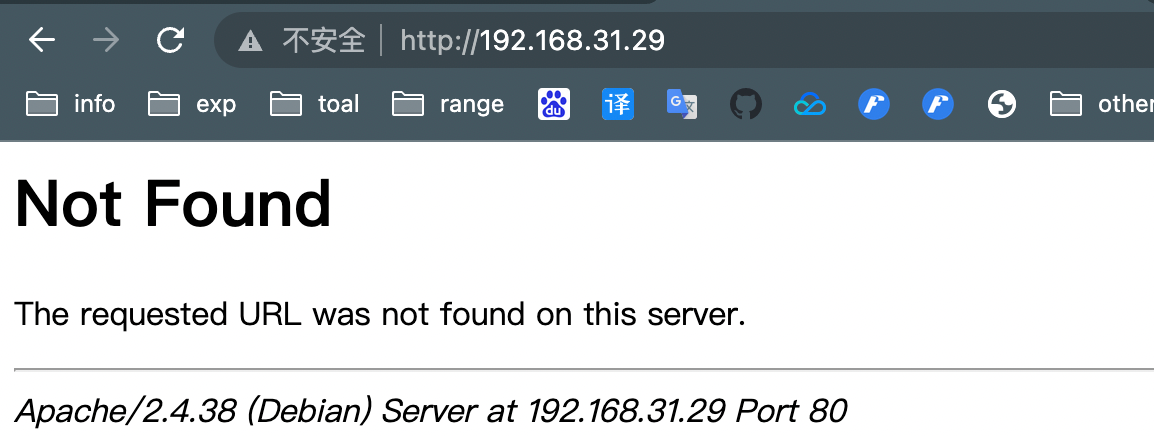 不安全 http://192.168.31.29
info exp toal range du 译 G 文 other
Not Found
The requested URL was not found on this server.
Apache/2.4.38 (Debian) Server at 192.168.31.29 Port 80